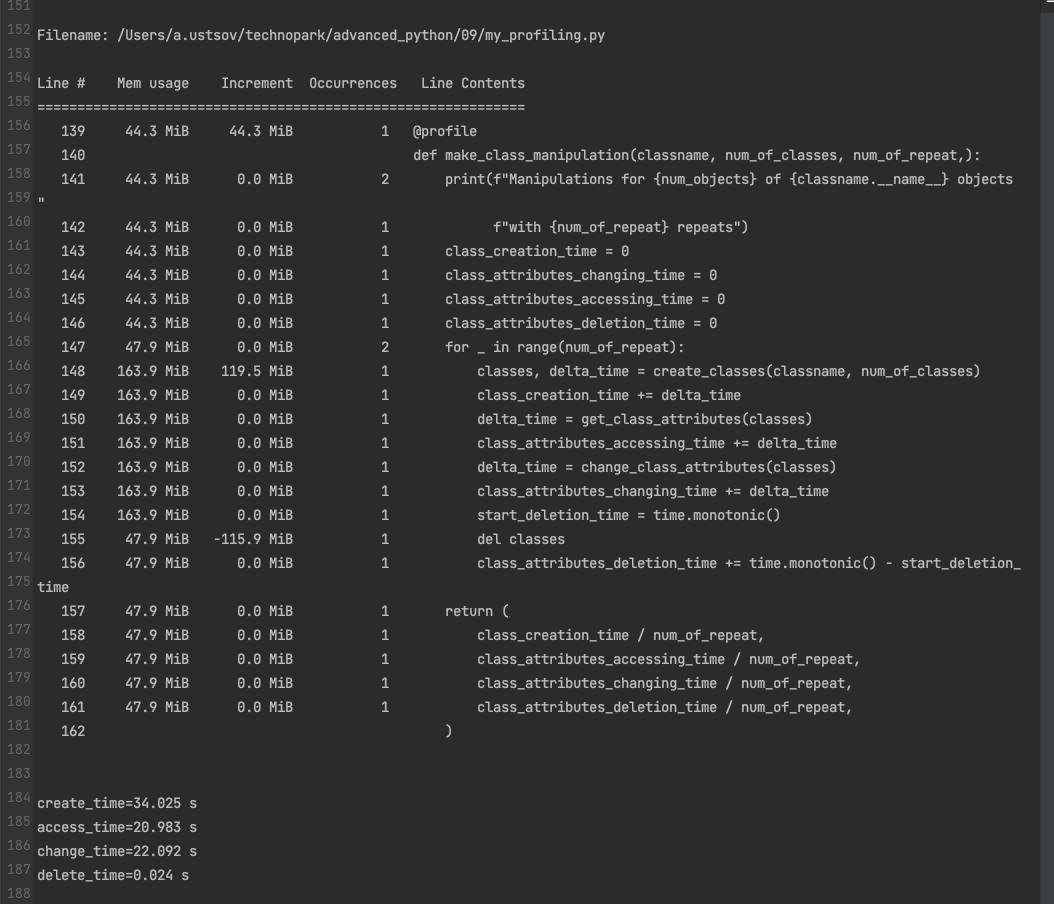 151
152 Filename: /Users/a.ustsov/technopark/advanced_python/09/my_profiling.py
153
154 Line #    Mem usage    Increment  Occurrences   Line Contents
155 =============================================================
156    139     44.3 MiB     44.3 MiB           1   @profile
157    140                                         def make_class_manipulation(classname, num_of_classes, num_of_repeat,):
158    141     44.3 MiB      0.0 MiB           2       print(f"Manipulations for {num_objects} of {classname.__name__} objects
159 "
160    142     44.3 MiB      0.0 MiB           1             f"with {num_of_repeat} repeats")
161    143     44.3 MiB      0.0 MiB           1       class_creation_time = 0
162    144     44.3 MiB      0.0 MiB           1       class_attributes_changing_time = 0
163    145     44.3 MiB      0.0 MiB           1       class_attributes_accessing_time = 0
164    146     44.3 MiB      0.0 MiB           1       class_attributes_deletion_time = 0
165    147     47.9 MiB      0.0 MiB           2       for _ in range(num_of_repeat):
166    148    163.9 MiB    119.5 MiB           1           classes, delta_time = create_classes(classname, num_of_classes)
167    149    163.9 MiB      0.0 MiB           1           class_creation_time += delta_time
168    150    163.9 MiB      0.0 MiB           1           delta_time = get_class_attributes(classes)
169    151    163.9 MiB      0.0 MiB           1           class_attributes_accessing_time += delta_time
170    152    163.9 MiB      0.0 MiB           1           delta_time = change_class_attributes(classes)
171    153    163.9 MiB      0.0 MiB           1           class_attributes_changing_time += delta_time
172    154    163.9 MiB      0.0 MiB           1           start_deletion_time = time.monotonic()
173    155     47.9 MiB   -115.9 MiB           1           del classes
174    156     47.9 MiB      0.0 MiB           1           class_attributes_deletion_time += time.monotonic() - start_deletion_
175 time
176    157     47.9 MiB      0.0 MiB           1       return (
177    158     47.9 MiB      0.0 MiB           1           class_creation_time / num_of_repeat,
178    159     47.9 MiB      0.0 MiB           1           class_attributes_accessing_time / num_of_repeat,
179    160     47.9 MiB      0.0 MiB           1           class_attributes_changing_time / num_of_repeat,
180    161     47.9 MiB      0.0 MiB           1           class_attributes_deletion_time / num_of_repeat,
181    162                                             )
182
183
184 create_time=34.025 s
185 access_time=20.983 s
186 change_time=22.092 s
187 delete_time=0.024 s
188